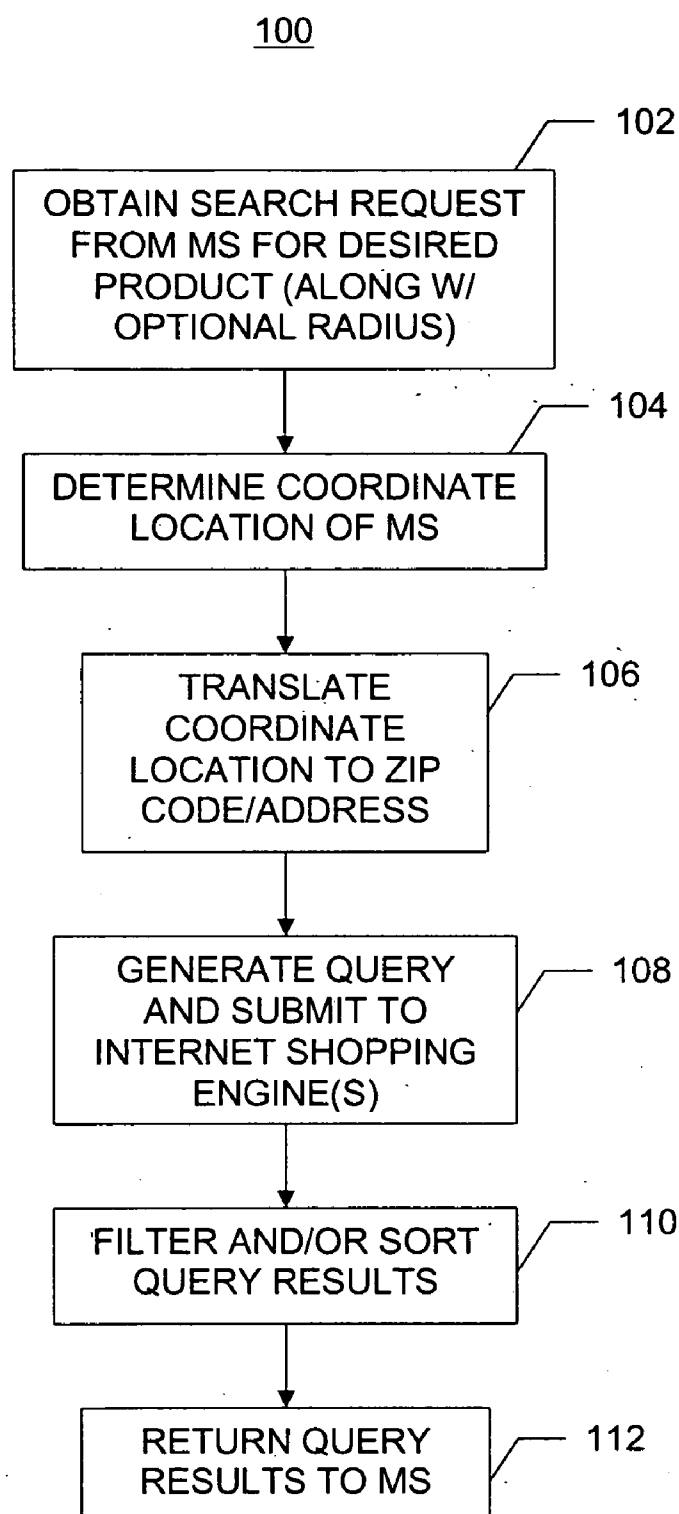 100
102
OBTAIN SEARCH REQUEST
FROM MS FOR DESIRED
PRODUCT (ALONG W/
OPTIONAL RADIUS)
104
DETERMINE COORDINATE
LOCATION OF MS
106
TRANSLATE
COORDINATE
LOCATION TO ZIP
CODE/ADDRESS
108
GENERATE QUERY
AND SUBMIT TO
INTERNET SHOPPING
ENGINE(S)
110
FILTER AND/OR SORT
QUERY RESULTS
112
RETURN QUERY
RESULTS TO MS